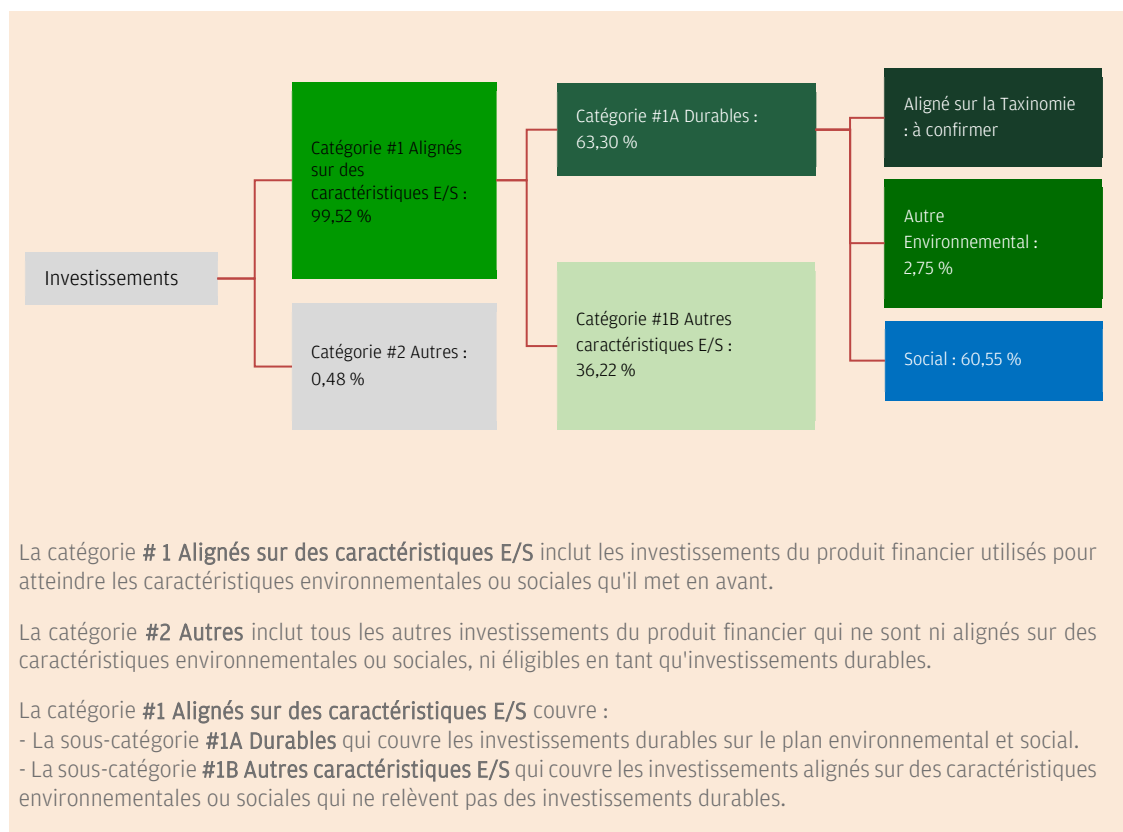 Investissements
Catégorie #1 Alignés
sur des
caractéristiques E/S :
99,52 %
Catégorie #2 Autres :
0,48 %
Catégorie #1A Durables :
63,30 %
Catégorie #1B Autres
caractéristiques E/S :
36,22 %
Aligné sur la Taxinomie
: à confirmer
Autre
Environnemental :
2,75 %
Social : 60,55 %
La catégorie # 1 Alignés sur des caractéristiques E/S inclut les investissements du produit financier utilisés pour
atteindre les caractéristiques environnementales ou sociales qu'il met en avant.
La catégorie #2 Autres inclut tous les autres investissements du produit financier qui ne sont ni alignés sur des
caractéristiques environnementales ou sociales, ni éligibles en tant qu'investissements durables.
La catégorie #1 Alignés sur des caractéristiques E/S couvre :
- La sous-catégorie #1A Durables qui couvre les investissements durables sur le plan environnemental et social.
- La sous-catégorie #1B Autres caractéristiques E/S qui couvre les investissements alignés sur des caractéristiques
environnementales ou sociales qui ne relèvent pas des investissements durables.